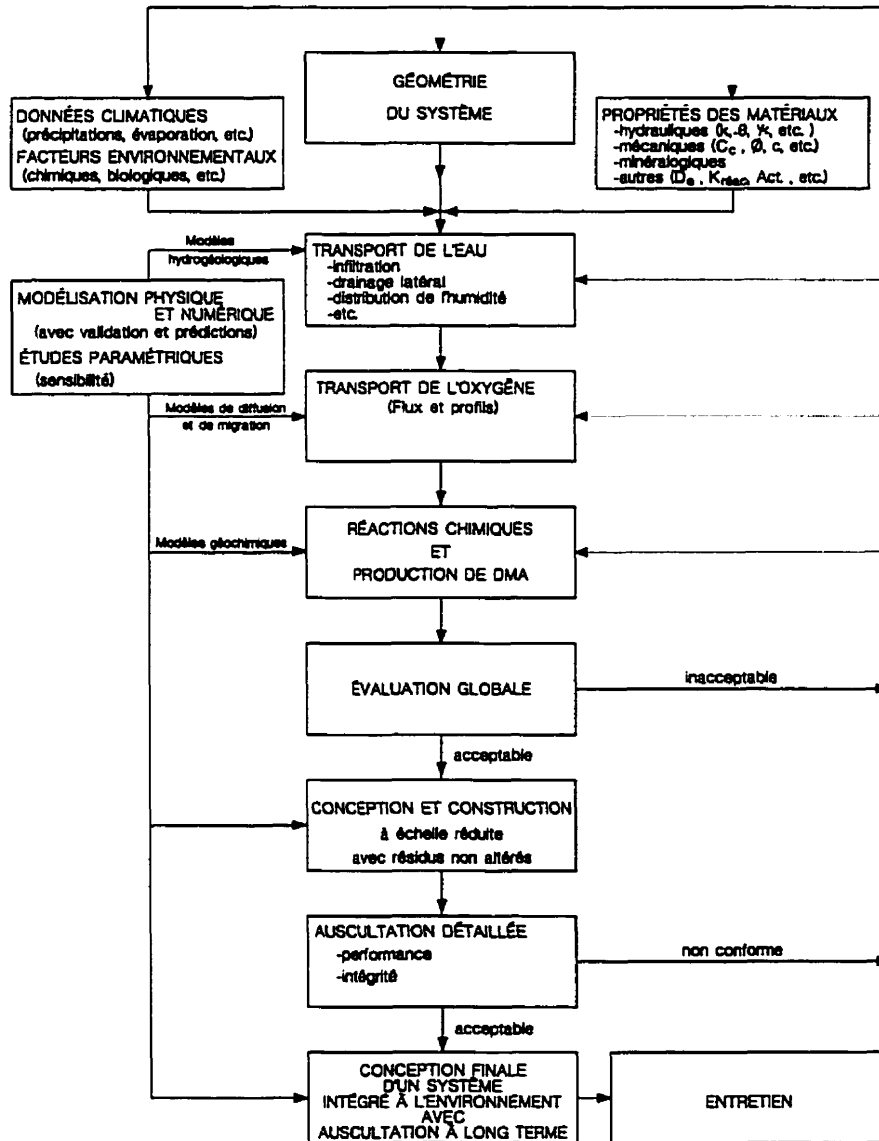 GÉOMÉTRIE
DU SYSTÈME
DONNÉES CLIMATIQUES
(précipitations, évaporation, etc.)
FACTEURS ENVIRONNEMENTAUX
(chimiques, biologiques, etc.)
PROPRIÉTÉS DES MATÉRIAUX
-hydrauliques (k, etc. )
-mécaniques (Cc , Ø, c, etc.)
-minéralogiques
-autres (De , Kréac, Act. , etc.)
Modèles
hydrogéologiques
TRANSPORT DE L'EAU
-infiltration
-drainage latéral
-distribution de l'humidité
-etc.
MODÉLISATION PHYSIQUE
ET NUMÉRIQUE
(avec validation et prédictions)
ÉTUDES PARAMÉTRIQUES
(sensibilité)
TRANSPORT DE L'OXYGÈNE
(Flux et profils)
Modèles de diffusion
et de migration
RÉACTIONS CHIMIQUES
ET
PRODUCTION DE DMA
Modèles géochimiques
ÉVALUATION GLOBALE
inacceptable
acceptable
CONCEPTION ET CONSTRUCTION
à échelle réduite
avec résidus non altérés
AUSCULTATION DÉTAILLÉE
-performance
-intégrité
non conforme
acceptable
CONCEPTION FINALE
D'UN SYSTÈME
INTÉGRÉ À L'ENVIRONNEMENT
AVEC
AUSCULTATION À LONG TERME
ENTRETIEN